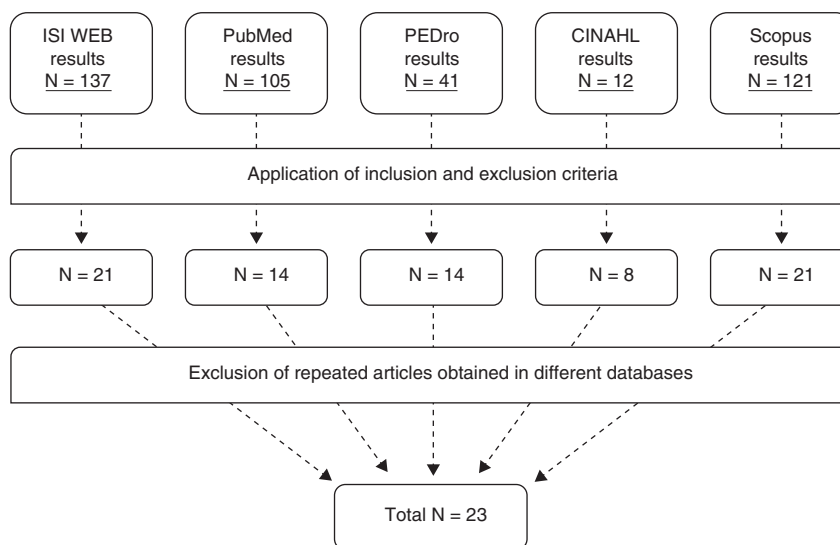 ISI WEB
results
N = 137
PubMed
results
N = 105
PEDro
results
N = 41
CINAHL
results
N = 12
Scopus
results
N = 121
Application of inclusion and exclusion criteria
N = 21
N = 14
N = 14
N = 8
N = 21
Exclusion of repeated articles obtained in different databases
Total N = 23